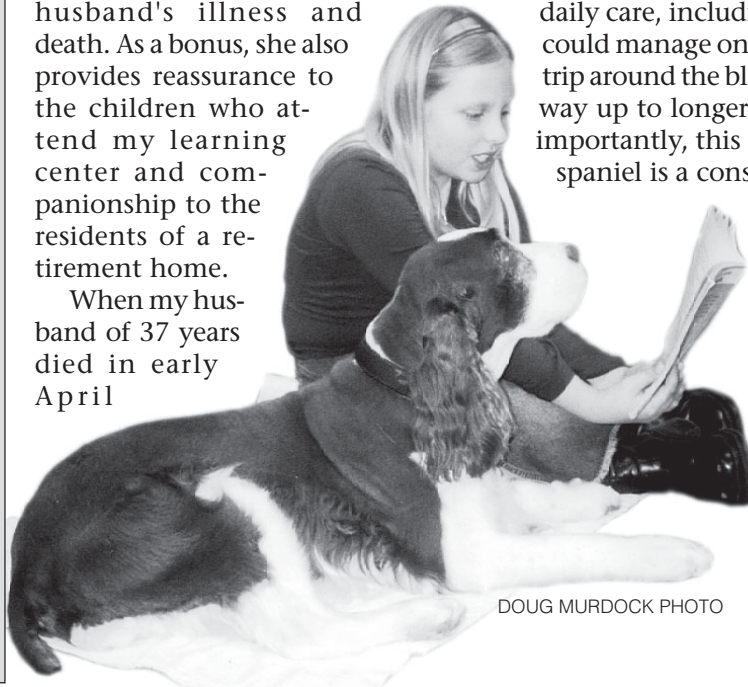 husband's illness and
death. As a bonus, she also
provides reassurance to
the children who at-
tend my learning
center and com-
panionship to the
residents of a re-
tirement home.
When my hus-
band of 37 years
died in early
April
daily care, includi
could manage on
trip around the bl
way up to longer
importantly, this
spaniel is a cons
DOUG MURDOCK PHOTO